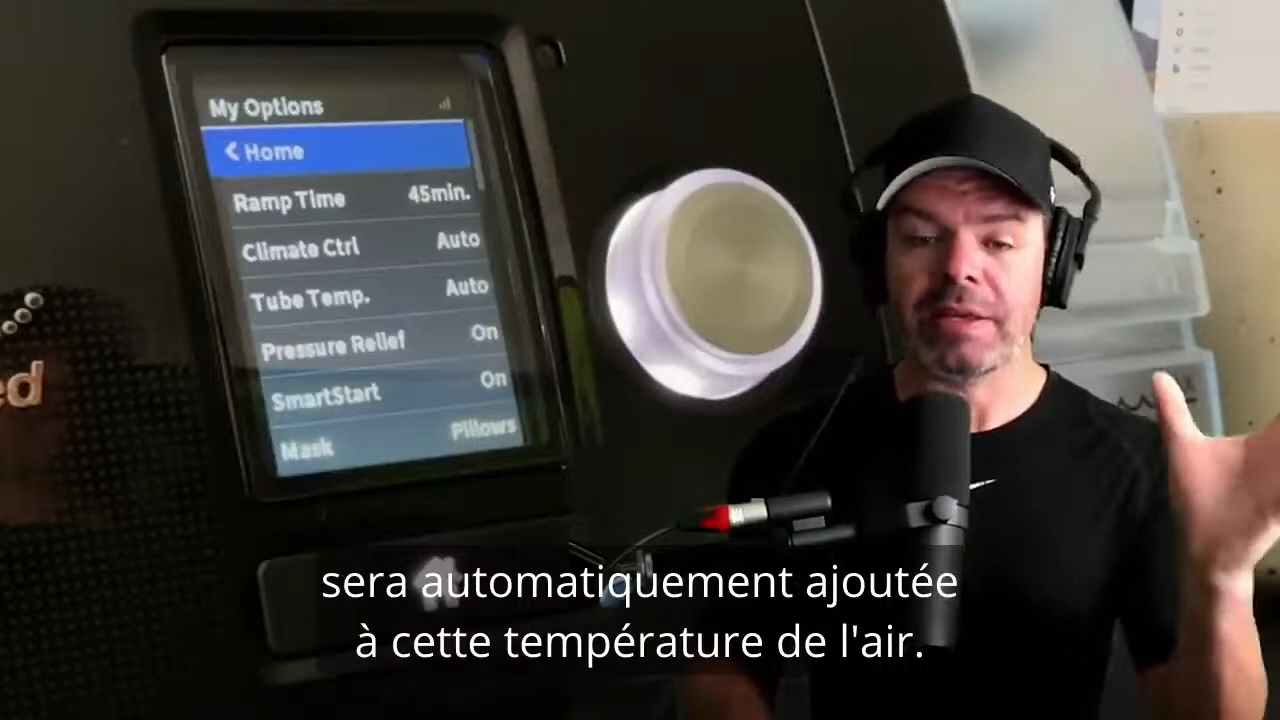 My Options
Home
Ramp Time 45min.
Climate Ctrl Auto
Tube Temp. Auto
Pressure Relief On
SmartStart On
Mask Pillows
ed
sera automatiquement ajoutée
à cette température de l'air.